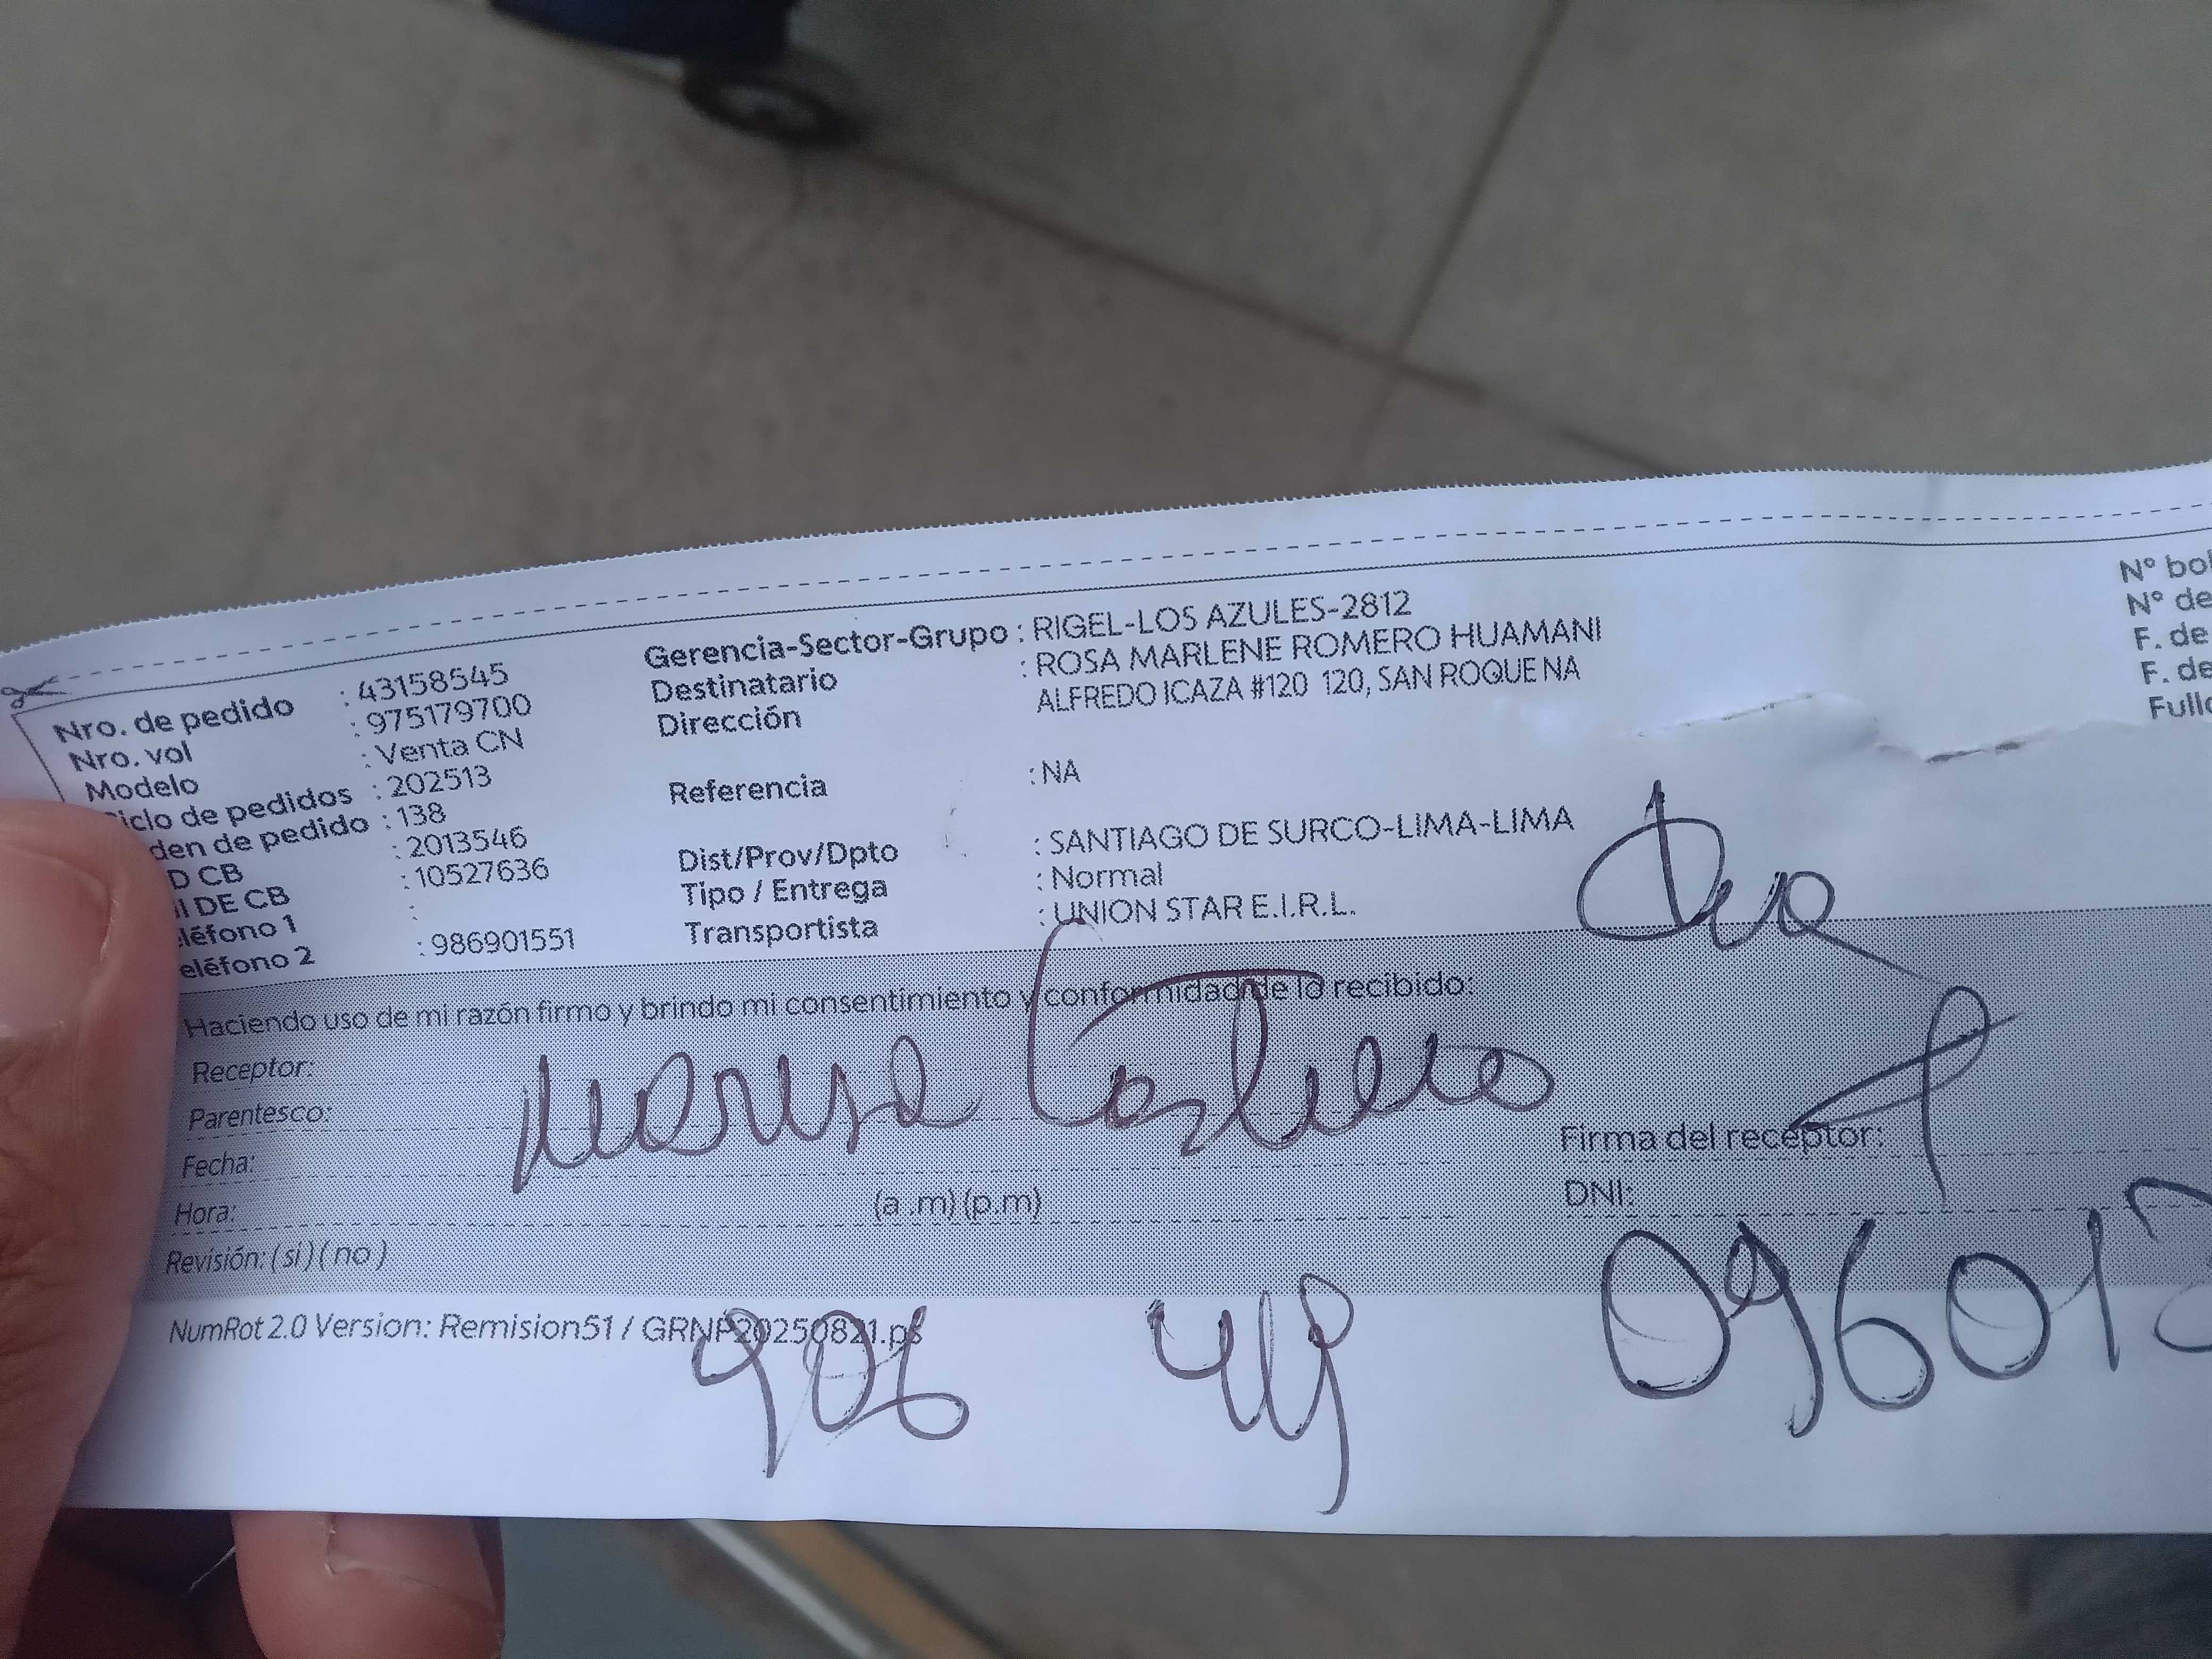 Nro. de pedido : 43158545
Nro. vol : 975179700
Modelo : Venta CN
iclo de pedidos : 202513
den de pedido : 138
D CB : 2013546
DE CB : 10527636
léfono 1 :
eléfono 2 : 986901551
Gerencia-Sector-Grupo : RIGEL-LOS AZULES-2812
Destinatario : ROSA MARLENE ROMERO HUAMANI
Dirección ALFREDO ICAZA #120 120, SAN ROQUE NA
Referencia : NA
Dist/Prov/Dpto : SANTIAGO DE SURCO-LIMA-LIMA
Tipo / Entrega : Normal
Transportista : UNION STAR E.I.R.L.
N° bol
N° de
F. de
F. de
Full
Haciendo uso de mi razón firmo y brindo mi consentimiento y conformidad de lo recibido:
Receptor:
Parentesco:
Castillo
Fecha:
Hora: (a .m) (p.m)
Revisión: ( si ) ( no )
Firma del receptor:
DNI:
09601
NumRot 2.0 Version: Remision51 / GRNP20250821.ps